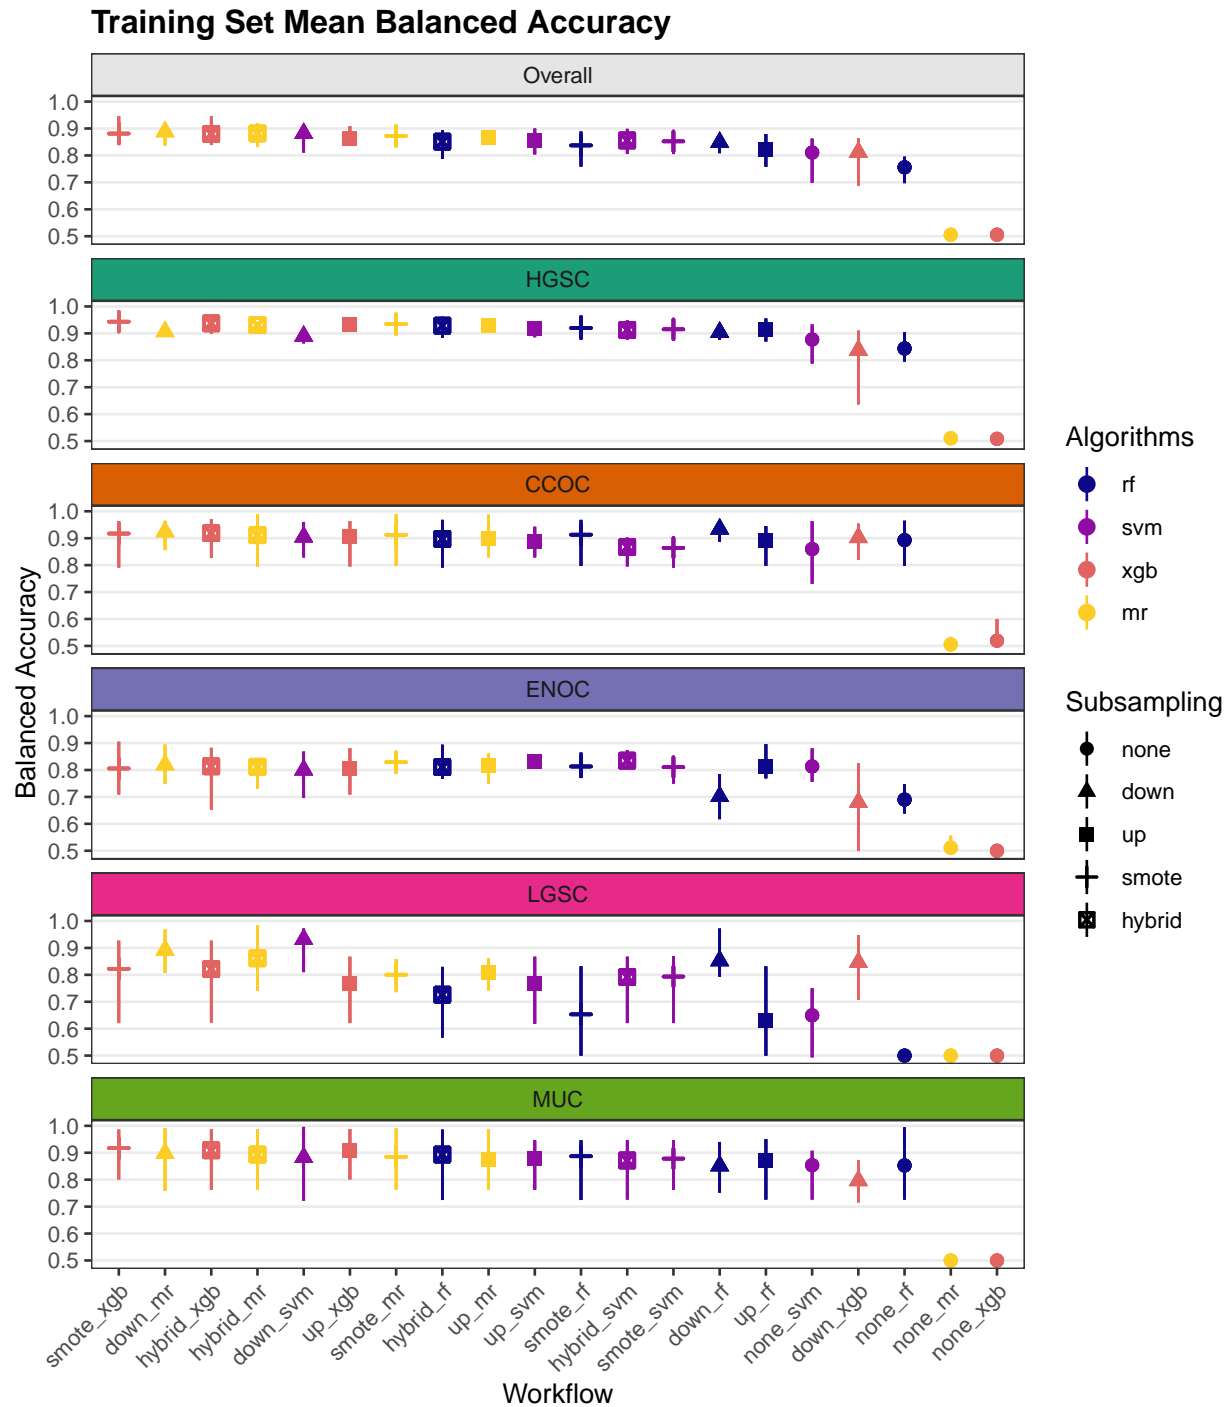 Training Set Mean Balanced Accuracy
Overall
1.0
0.9
0.8
0.7
0.6
0.5
HGSC
1.0
0.9
0.8
0.7
0.6
0.5
CCOC
1.0
0.9
0.8
0.7
0.6
0.5
ENOC
1.0
0.9
0.8
0.7
0.6
0.5
LGSC
1.0
0.9
0.8
0.7
0.6
0.5
MUC
1.0
0.9
0.8
0.7
0.6
0.5
Balanced Accuracy
smote_xgb
down_mr
hybrid_xgb
hybrid_mr
down_svm
up_xgb
smote_mr
hybrid_rf
up_mr
up_svm
smote_rf
hybrid_svm
smote_svm
down_rf
up_rf
none_svm
down_xgb
none_rf
none_mr
none_xgb
Workflow
Algorithms
rf
svm
xgb
mr
Subsampling
none
down
up
smote
hybrid